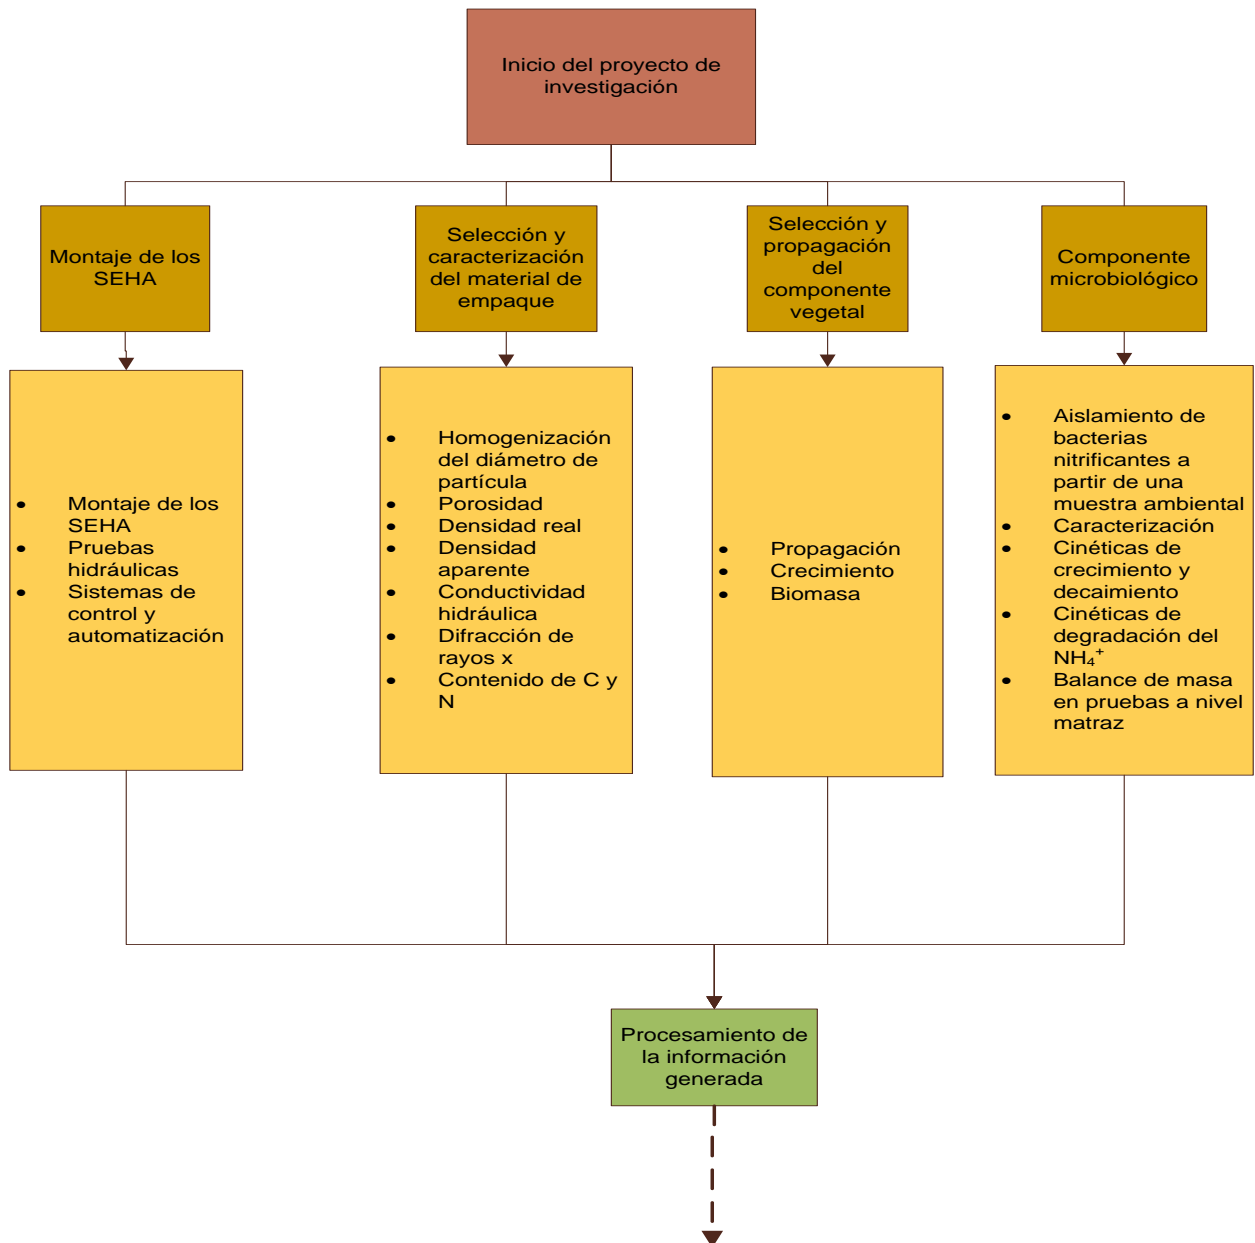 Inicio del proyecto de
investigación
Montaje de los
SEHA
Selección y
caracterización
del material de
empaque
Selección y
propagación
del
componente
vegetal
Componente
microbiológico
• Montaje de los
SEHA
• Pruebas
hidráulicas
• Sistemas de
control y
automatización
• Homogenización
del diámetro de
partícula
• Porosidad
• Densidad real
• Densidad
aparente
• Conductividad
hidráulica
• Difracción de
rayos x
• Contenido de C y
N
• Propagación
• Crecimiento
• Biomasa
• Aislamiento de
bacterias
nitrificantes a
partir de una
muestra ambiental
• Caracterización
• Cinéticas de
crecimiento y
decaimiento
• Cinéticas de
degradación del
NH₄⁺
• Balance de masa
en pruebas a nivel
matraz
Procesamiento de
la información
generada